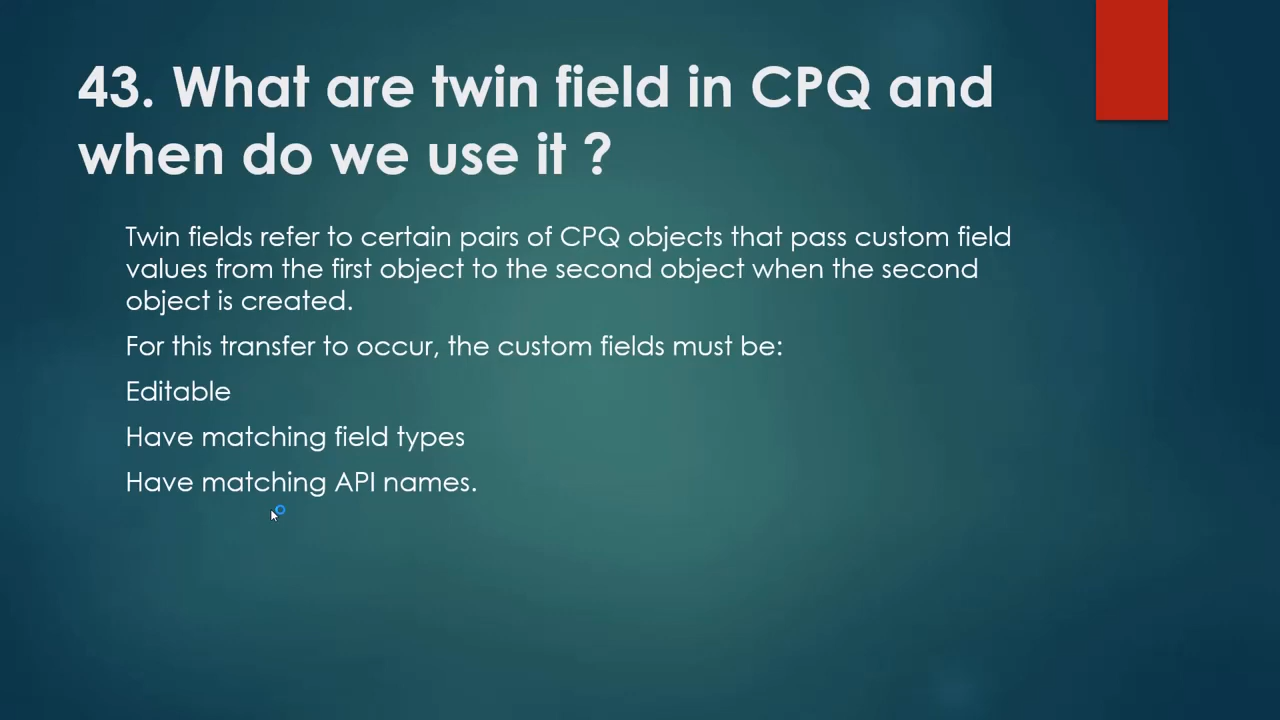 43. What are twin field in CPQ and
when do we use it ?
Twin fields refer to certain pairs of CPQ objects that pass custom field
values from the first object to the second object when the second
object is created.
For this transfer to occur, the custom fields must be:
Editable
Have matching field types
Have matching API names.